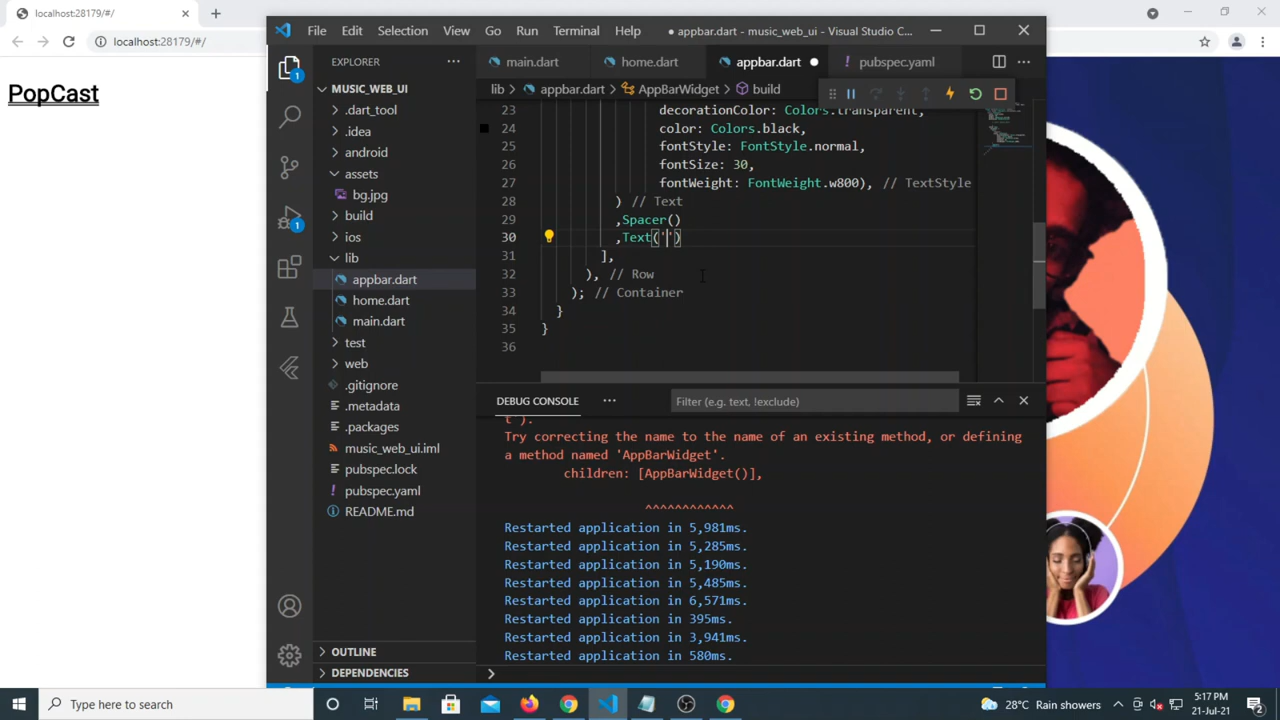 localhost:28179/#/
localhost:28179/#/
PopCast
File Edit Selection View Go Run Terminal Help
● appbar.dart - music_web_ui - Visual Studio C...
EXPLORER
MUSIC_WEB_UI
.dart_tool
.idea
android
assets
bg.jpg
build
ios
lib
appbar.dart
home.dart
main.dart
test
web
.gitignore
.metadata
.packages
music_web_ui.iml
pubspec.lock
pubspec.yaml
README.md
OUTLINE
DEPENDENCIES
1
1
main.dart home.dart appbar.dart pubspec.yaml
lib > appbar.dart > AppBarWidget > build
23 decorationColor: Colors.transparent,
24 color: Colors.black,
25 fontStyle: FontStyle.normal,
26 fontSize: 30,
27 fontWeight: FontWeight.w800), // TextStyle
28 ) // Text
29 ,Spacer()
30 ,Text('')
31 ],
32 ), // Row
33 ); // Container
34 }
35 }
36
DEBUG CONSOLE
Filter (e.g. text, !exclude)
t').
Try correcting the name to the name of an existing method, or defining
a method named 'AppBarWidget'.
children: [AppBarWidget()],
^^^^^^^^^^^^
Restarted application in 5,981ms.
Restarted application in 5,285ms.
Restarted application in 5,190ms.
Restarted application in 5,485ms.
Restarted application in 6,571ms.
Restarted application in 395ms.
Restarted application in 3,941ms.
Restarted application in 580ms.
Type here to search
28°C Rain showers
5:17 PM
21-Jul-21
2